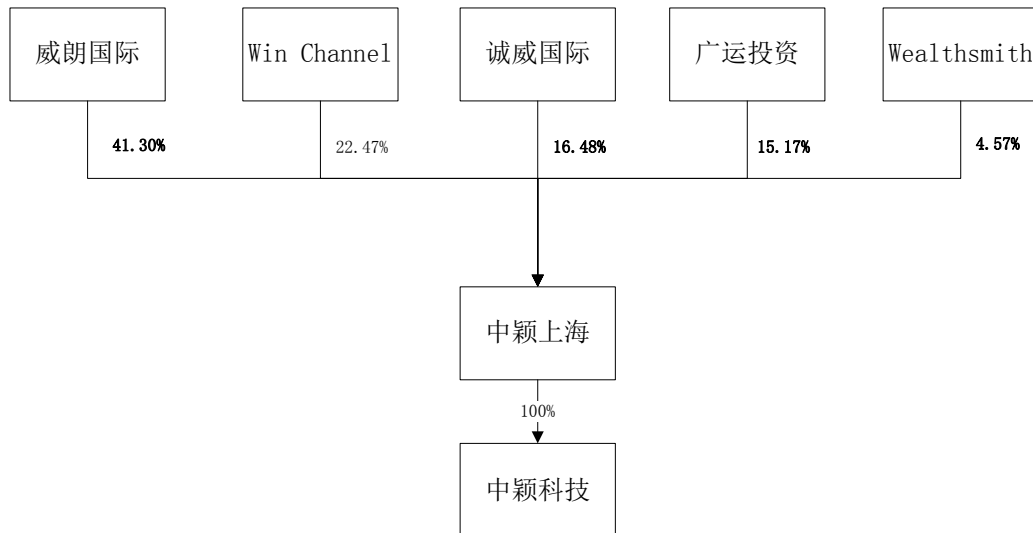 威朗国际
Win Channel
诚威国际
广运投资
Wealthsmith
41.30%
22.47%
16.48%
15.17%
4.57%
中颖上海
100%
中颖科技